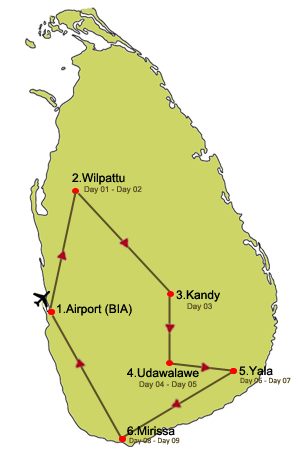 2.Wilpattu
Day 01 - Day 02
3.Kandy
Day 03
1.Airport (BIA)
4.Udawalawe
Day 04 - Day 05
5.Yala
Day 06 - Day 07
6.Mirissa
Day 08 - Day 09